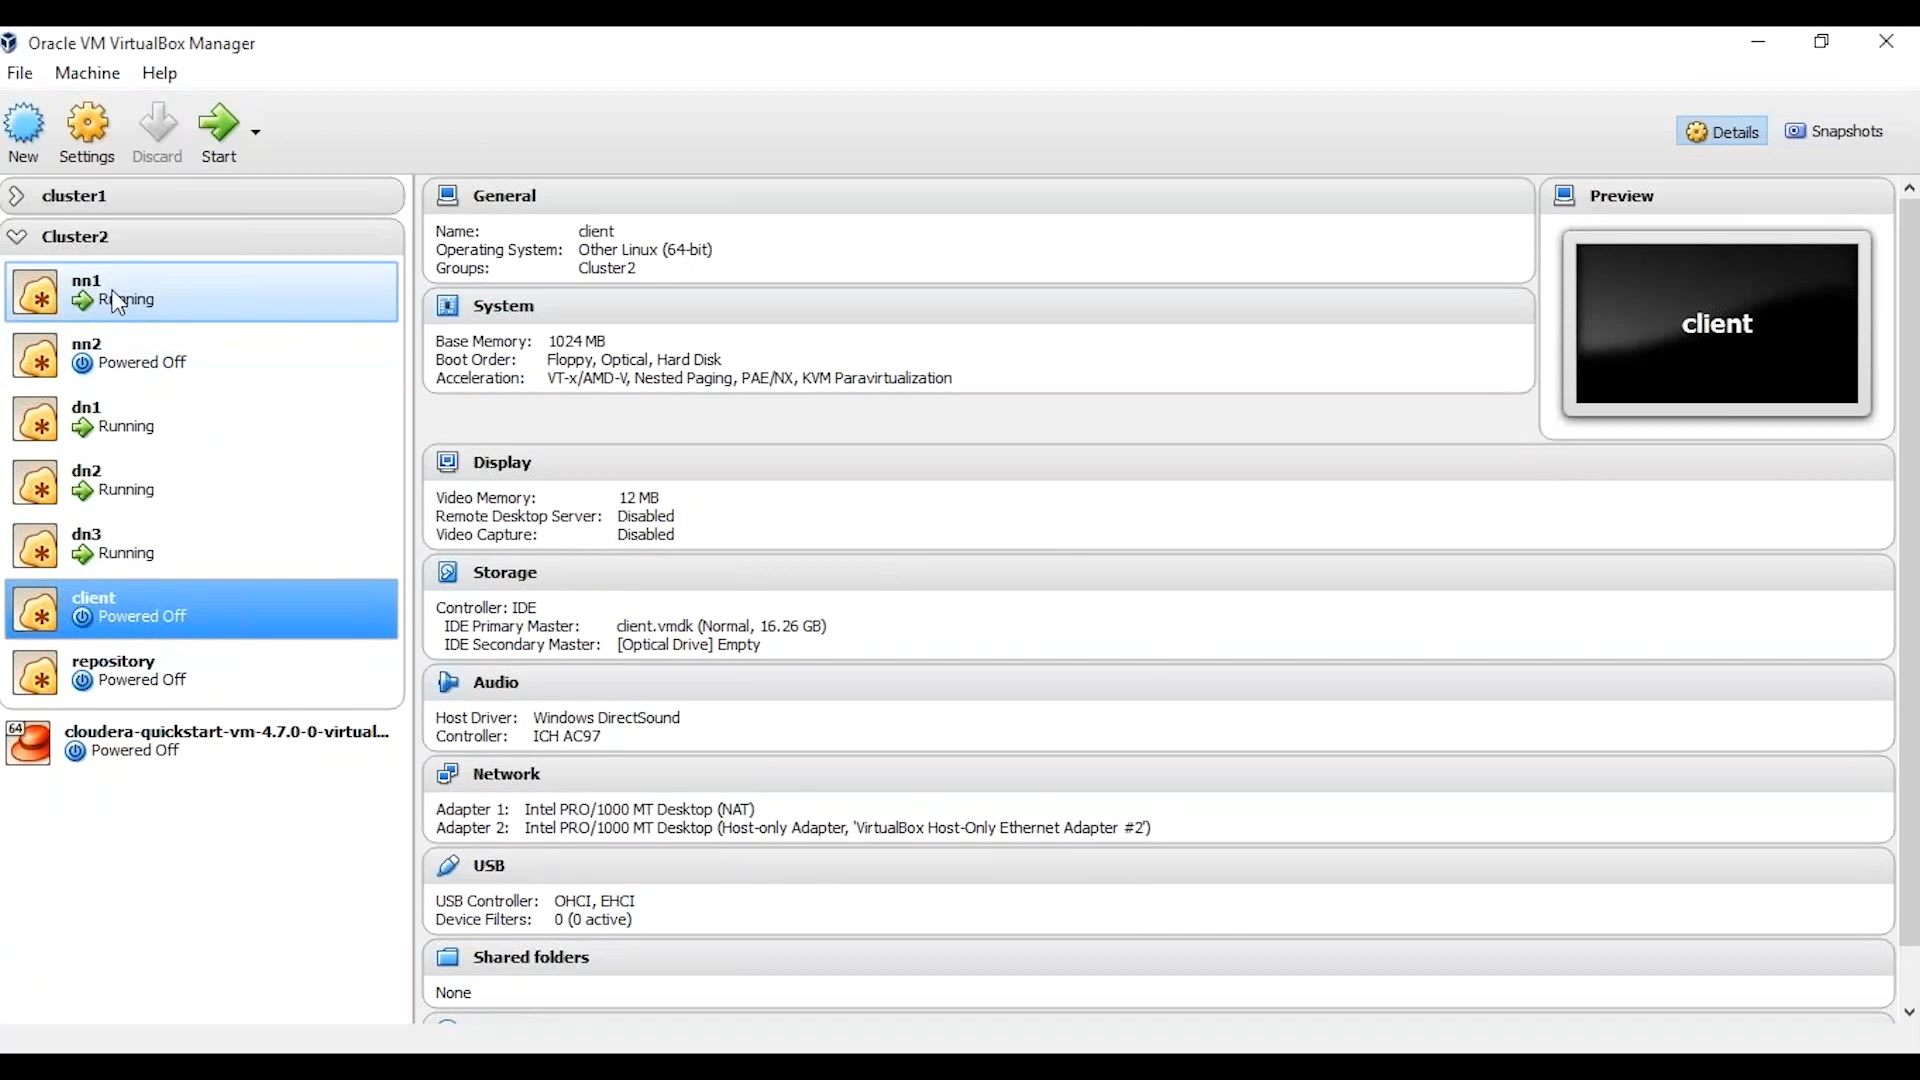 Oracle VM VirtualBox Manager
File Machine Help
New Settings Discard Start
Details Snapshots
cluster1
Cluster2
nn1
Running
nn2
Powered Off
dn1
Running
dn2
Running
dn3
Running
client
Powered Off
repository
Powered Off
64
cloudera-quickstart-vm-4.7.0-0-virtual...
Powered Off
General
Name: client
Operating System: Other Linux (64-bit)
Groups: Cluster2
System
Base Memory: 1024 MB
Boot Order: Floppy, Optical, Hard Disk
Acceleration: VT-x/AMD-V, Nested Paging, PAE/NX, KVM Paravirtualization
Preview
client
Display
Video Memory: 12 MB
Remote Desktop Server: Disabled
Video Capture: Disabled
Storage
Controller: IDE
IDE Primary Master: client.vmdk (Normal, 16.26 GB)
IDE Secondary Master: [Optical Drive] Empty
Audio
Host Driver: Windows DirectSound
Controller: ICH AC97
Network
Adapter 1: Intel PRO/1000 MT Desktop (NAT)
Adapter 2: Intel PRO/1000 MT Desktop (Host-only Adapter, 'VirtualBox Host-Only Ethernet Adapter #2')
USB
USB Controller: OHCI, EHCI
Device Filters: 0 (0 active)
Shared folders
None